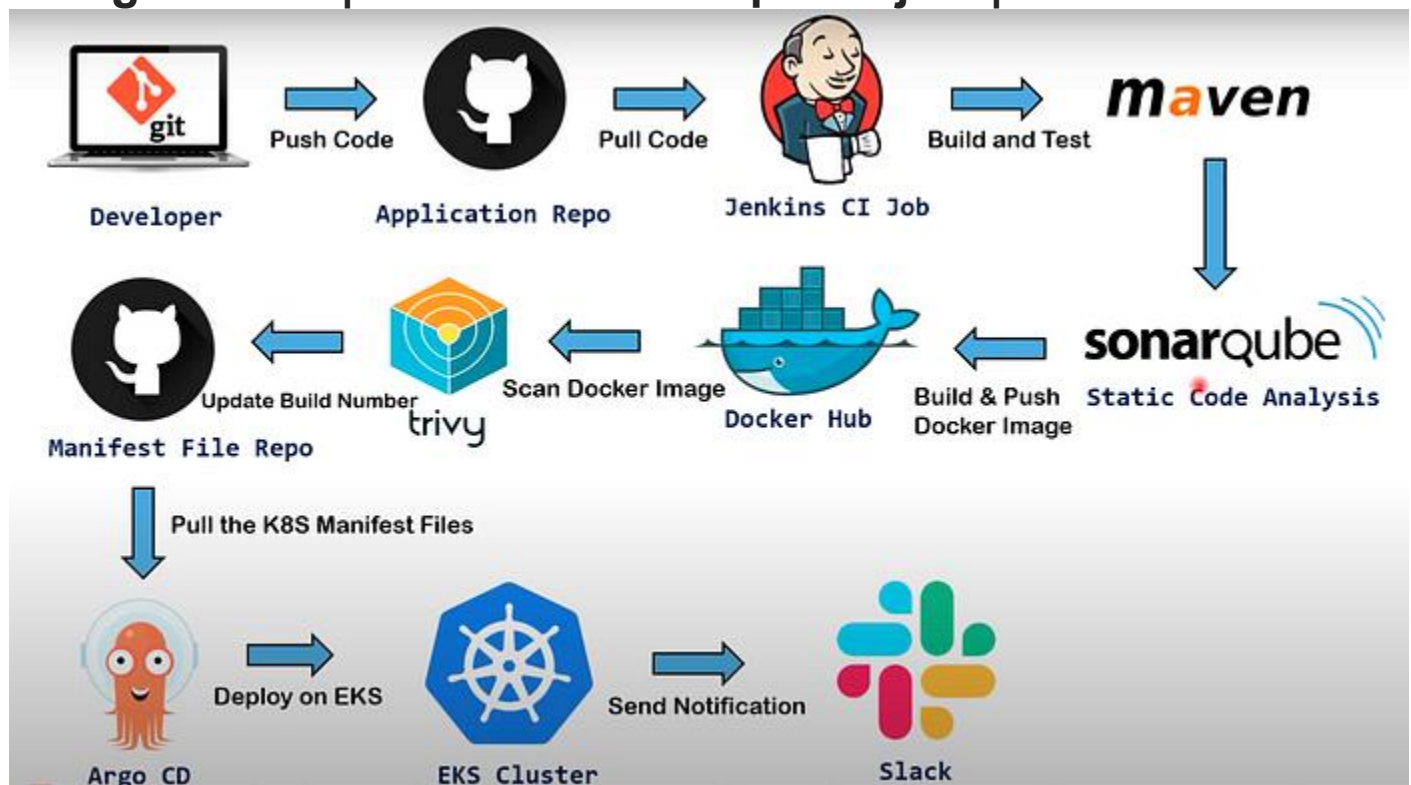 git
Push Code
Pull Code
Build and Test
maven
Developer
Application Repo
Jenkins CI Job
Update Build Number
trivy
Scan Docker Image
Docker Hub
Build & Push
Docker Image
sonarqube
Static Code Analysis
Manifest File Repo
Pull the K8S Manifest Files
Deploy on EKS
Send Notification
Argo CD
EKS Cluster
Slack